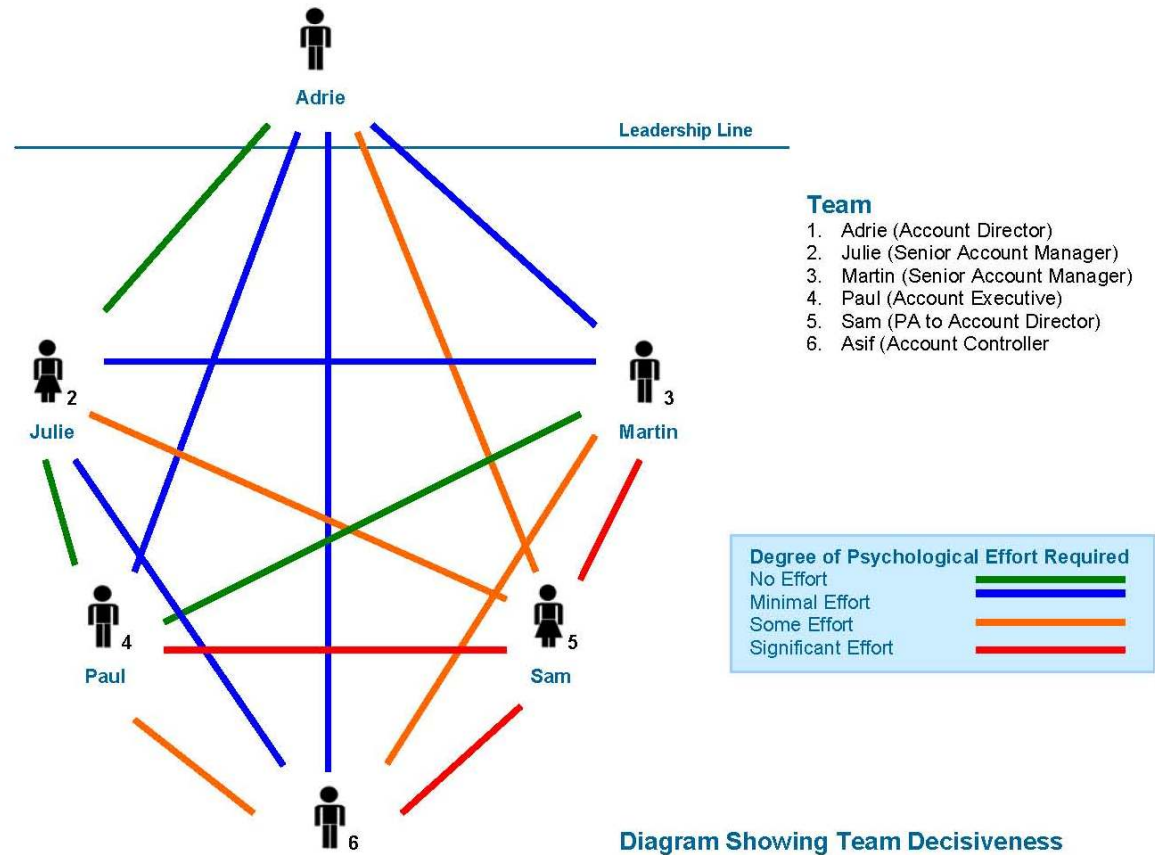 Adrie
Leadership Line
Team
1. Adrie (Account Director)
2. Julie (Senior Account Manager)
3. Martin (Senior Account Manager)
4. Paul (Account Executive)
5. Sam (PA to Account Director)
6. Asif (Account Controller
2
Julie
3
Martin
Degree of Psychological Effort Required
No Effort
Minimal Effort
Some Effort
Significant Effort
4
Paul
5
Sam
6
Diagram Showing Team Decisiveness